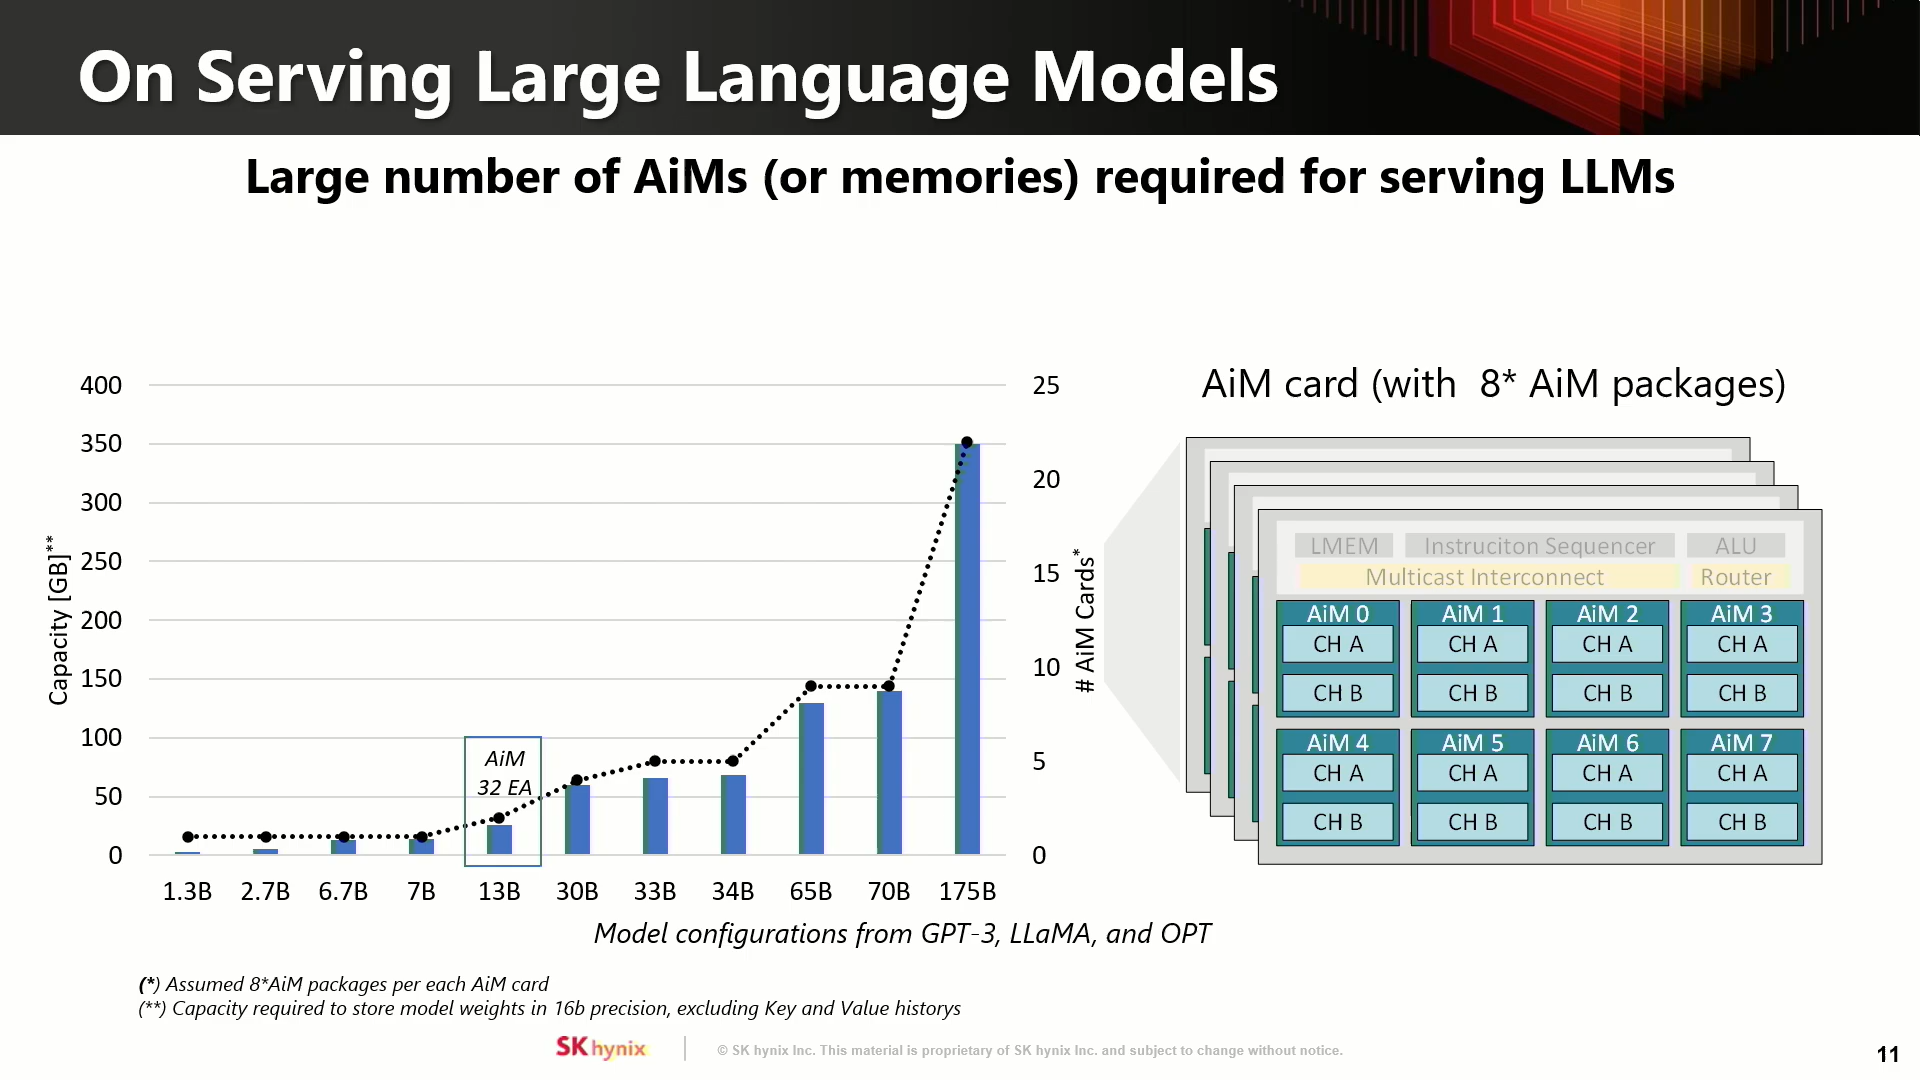 On Serving Large Language Models
Large number of AiMs (or memories) required for serving LLMs
400
350
300
250
200
150
100
50
0
Capacity [GB]**
25
20
15
10
5
0
# AiM Cards*
AiM
32 EA
1.3B 2.7B 6.7B 7B 13B 30B 33B 34B 65B 70B 175B
Model configurations from GPT-3, LLaMA, and OPT
AiM card (with 8* AiM packages)
LMEM Instruciton Sequencer ALU
Multicast Interconnect Router
AiM 0 AiM 1 AiM 2 AiM 3
CH A CH A CH A CH A
CH B CH B CH B CH B
AiM 4 AiM 5 AiM 6 AiM 7
CH A CH A CH A CH A
CH B CH B CH B CH B
(*) Assumed 8*AiM packages per each AiM card
(**) Capacity required to store model weights in 16b precision, excluding Key and Value historys
SK hynix
© SK hynix Inc. This material is proprietary of SK hynix Inc. and subject to change without notice.
11